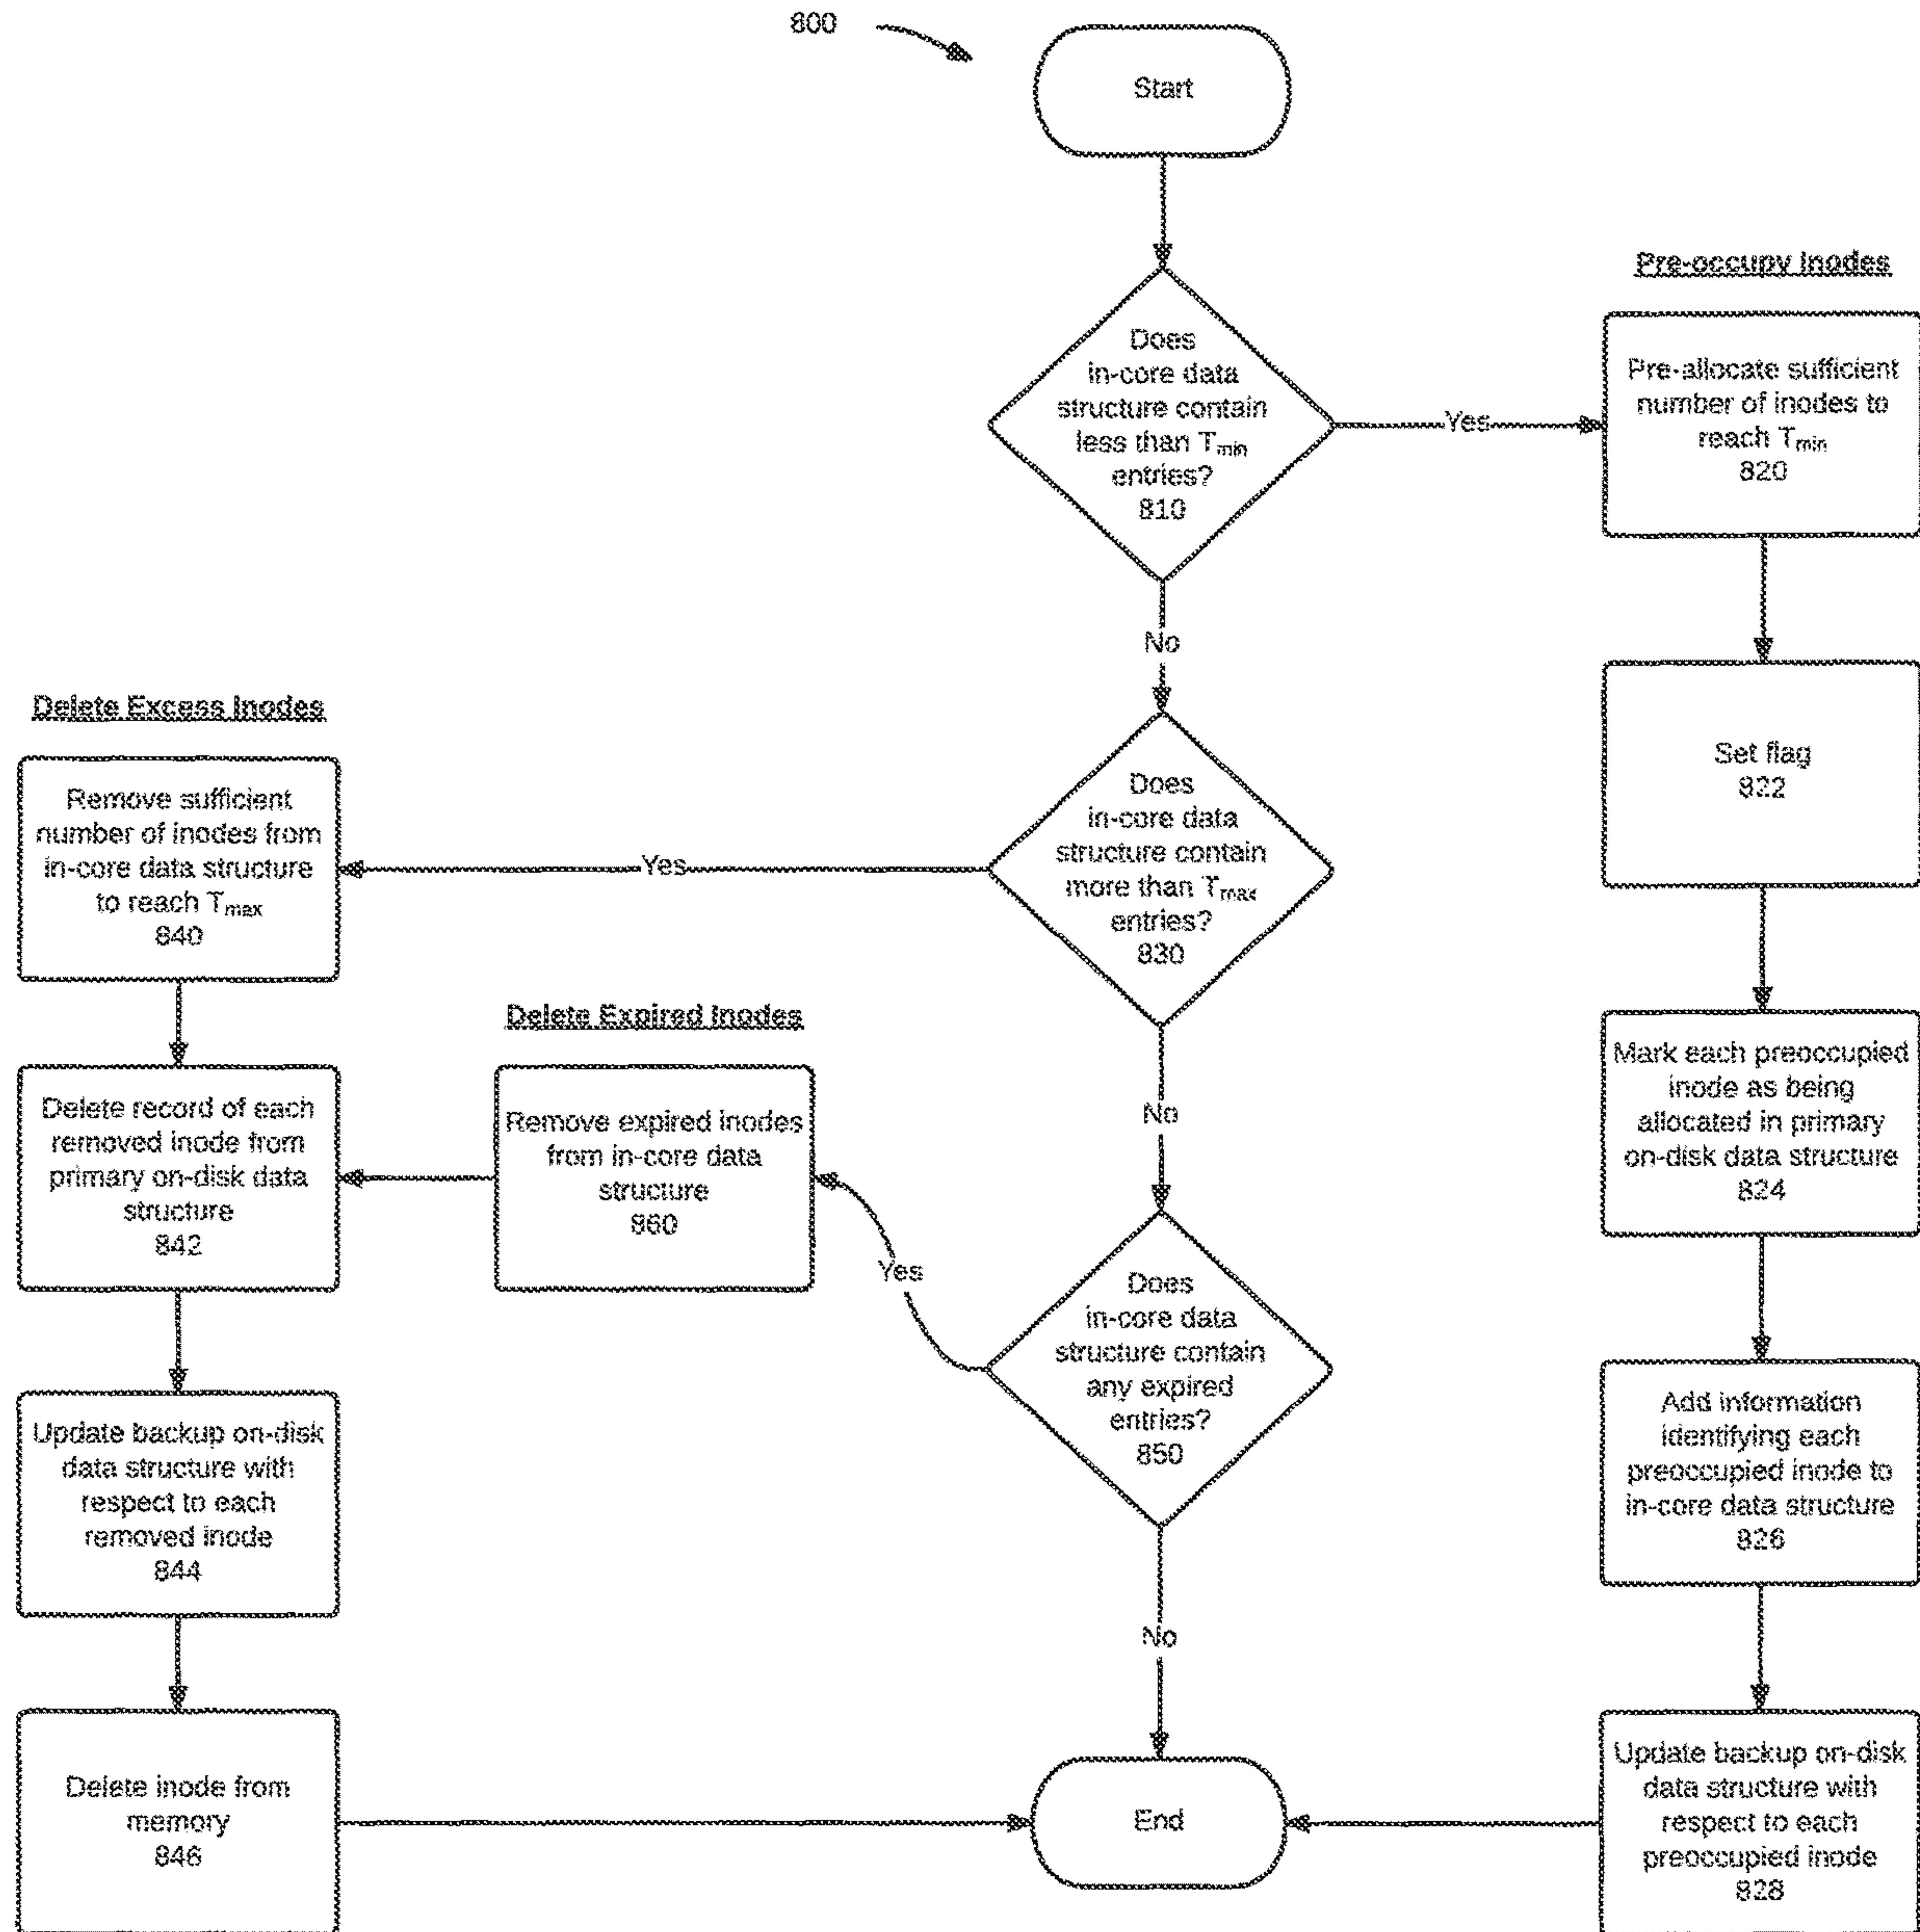 800
Start
Does
in-core data
structure contain
less than Tmin
entries?
810
Yes
Pre-occupy Inodes
Pre-allocate sufficient
number of inodes to
reach Tmin
820
No
Set flag
822
Delete Excess Inodes
Remove sufficient
number of inodes from
in-core data structure
to reach Tmax
840
Yes
Does
in-core data
structure contain
more than Tmax
entries?
830
Mark each preoccupied
inode as being
allocated in primary
on-disk data structure
824
Delete Expired Inodes
Delete record of each
removed inode from
primary on-disk data
structure
842
Remove expired inodes
from in-core data
structure
860
No
Yes
Does
in-core data
structure contain
any expired
entries?
850
Add information
identifying each
preoccupied inode to
in-core data structure
826
Update backup on-disk
data structure with
respect to each
removed inode
844
No
Delete inode from
memory
846
End
Update backup on-disk
data structure with
respect to each
preoccupied inode
828